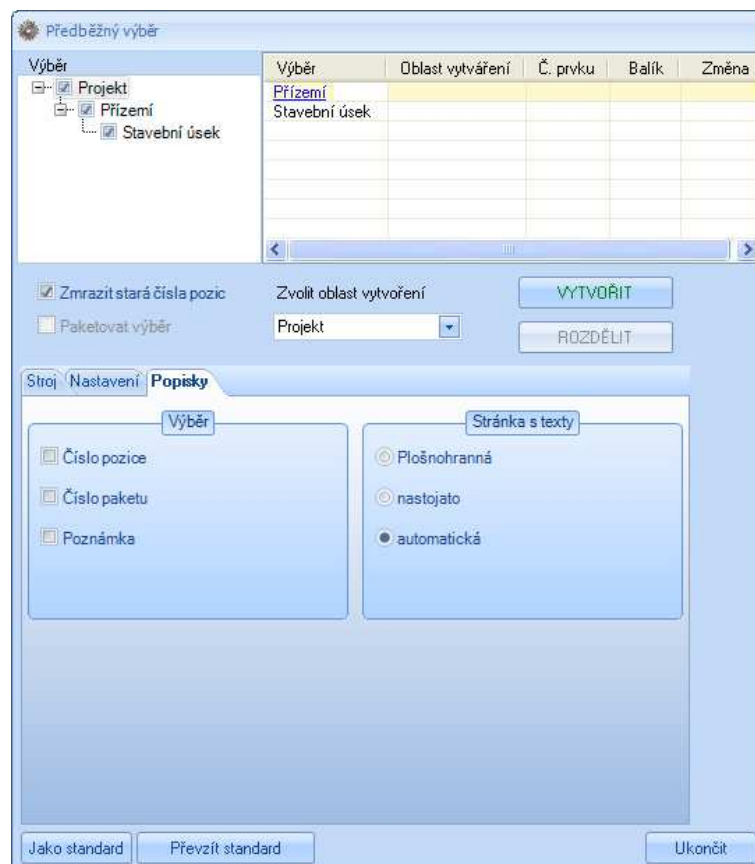 Předběžný výběr
Výběr
Projekt
Přízemí
Stavební úsek
Výběr Oblast vytváření Č. prvku Balík Změna
Přízemí
Stavební úsek
Zmrazit stará čísla pozic
Paketovat výběr
Zvolit oblast vytvoření
Projekt
VYTVOŘIT
ROZDĚLIT
Stroj Nastavení Popisky
Výběr
Číslo pozice
Číslo paketu
Poznámka
Stránka s texty
Plošnohranná
nastojato
automatická
Jako standard Převzít standard Ukončit